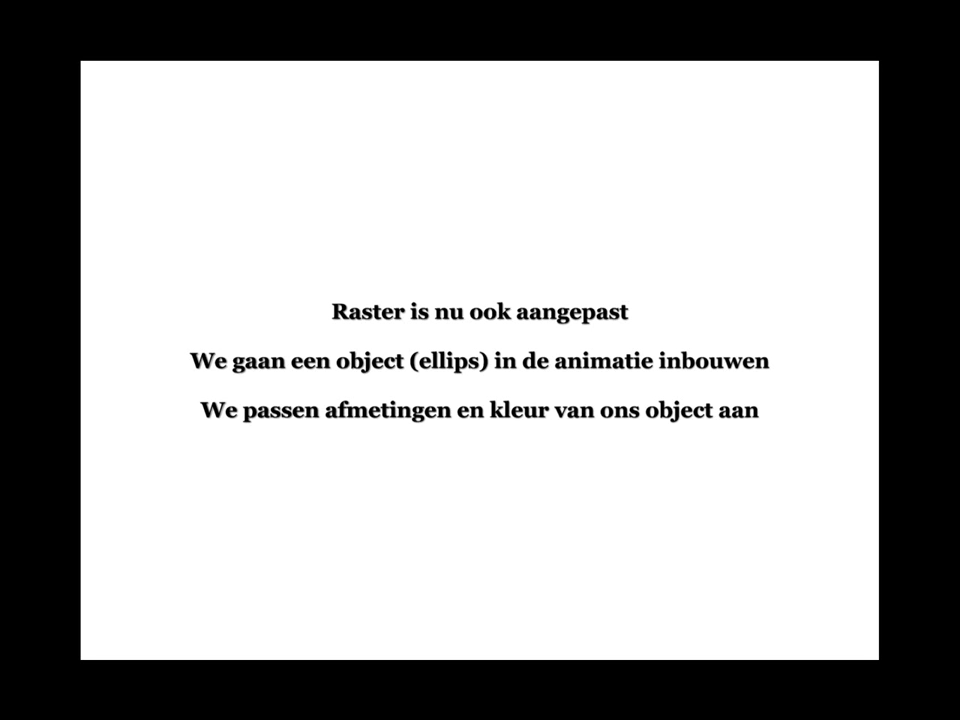 Raster is nu ook aangepast
We gaan een object (ellips) in de animatie inbouwen
We passen afmetingen en kleur van ons object aan